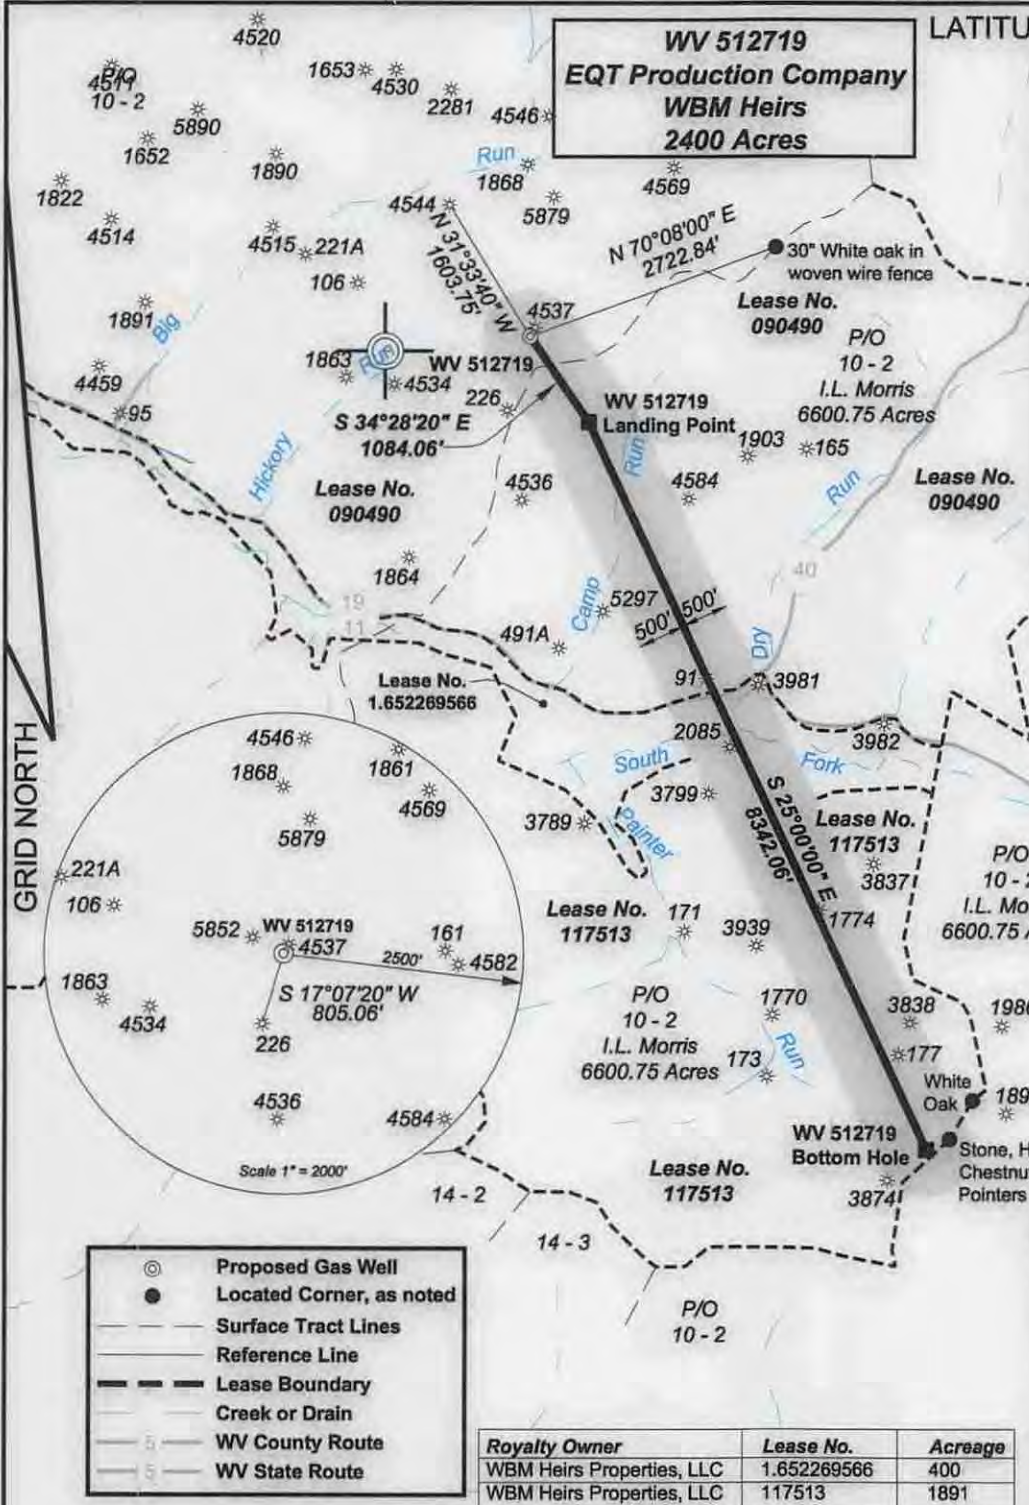 LATITU
WV 512719
EQT Production Company
WBM Heirs
2400 Acres
4520
P/O
4511
10 - 2
1653
4530
2281
4546
5890
1652
1890
Run
1868
4569
1822
4544
5879
4514
4515
221A
N 31°33'40" W
1603.75'
N 70°08'00" E
2722.84'
30" White oak in
woven wire fence
106
Lease No.
090490
1891
Big
4537
P/O
10 - 2
I.L. Morris
6600.75 Acres
1863
Run
WV 512719
4459
4534
226
95
S 34°28'20" E
1084.06'
WV 512719
Landing Point
1903
165
Hickory
Run
Lease No.
090490
4536
4584
Run
Lease No.
090490
1864
40
Camp
5297
500'
500'
19
11
491A
Dry
91
3981
Lease No.
1.652269566
GRID NORTH
2085
3982
South
Fork
4546
1861
1868
4569
3799
S 25°00'00" E
8342.06'
5879
3789
Painter
Lease No.
117513
3837
P/O
10 -
I.L. Mo
6600.75
221A
106
Lease No.
117513
171
3939
1774
5852
WV 512719
4537
161
2500'
4582
1863
4534
S 17°07'20" W
805.06'
226
P/O
10 - 2
I.L. Morris
6600.75 Acres
1770
Run
173
3838
177
198
White
Oak
189
4536
4584
WV 512719
Bottom Hole
Stone, H
Chestnu
Pointers
Scale 1" = 2000'
Lease No.
117513
3874
14 - 2
14 - 3
P/O
10 - 2
Proposed Gas Well
Located Corner, as noted
Surface Tract Lines
Reference Line
Lease Boundary
Creek or Drain
5 WV County Route
5 WV State Route
Royalty Owner Lease No. Acreage
WBM Heirs Properties, LLC 1.652269566 400
WBM Heirs Properties, LLC 117513 1891